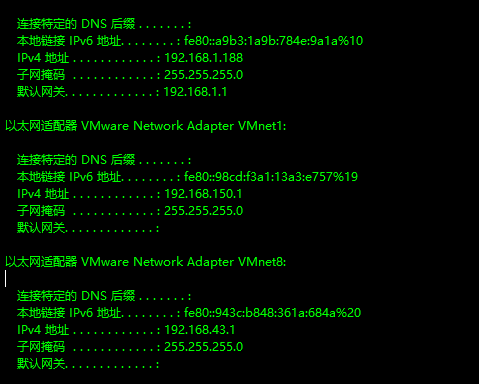 连接特定的 DNS 后缀 . . . . . . . :
本地链接 IPv6 地址. . . . . . . . : fe80::a9b3:1a9b:784e:9a1a%10
IPv4 地址 . . . . . . . . . . . . : 192.168.1.188
子网掩码 . . . . . . . . . . . . : 255.255.255.0
默认网关. . . . . . . . . . . . . : 192.168.1.1
以太网适配器 VMware Network Adapter VMnet1:
连接特定的 DNS 后缀 . . . . . . . :
本地链接 IPv6 地址. . . . . . . . : fe80::98cd:f3a1:13a3:e757%19
IPv4 地址 . . . . . . . . . . . . : 192.168.150.1
子网掩码 . . . . . . . . . . . . : 255.255.255.0
默认网关. . . . . . . . . . . . . :
以太网适配器 VMware Network Adapter VMnet8:
连接特定的 DNS 后缀 . . . . . . . :
本地链接 IPv6 地址. . . . . . . . : fe80::943c:b848:361a:684a%20
IPv4 地址 . . . . . . . . . . . . : 192.168.43.1
子网掩码 . . . . . . . . . . . . : 255.255.255.0
默认网关. . . . . . . . . . . . . :